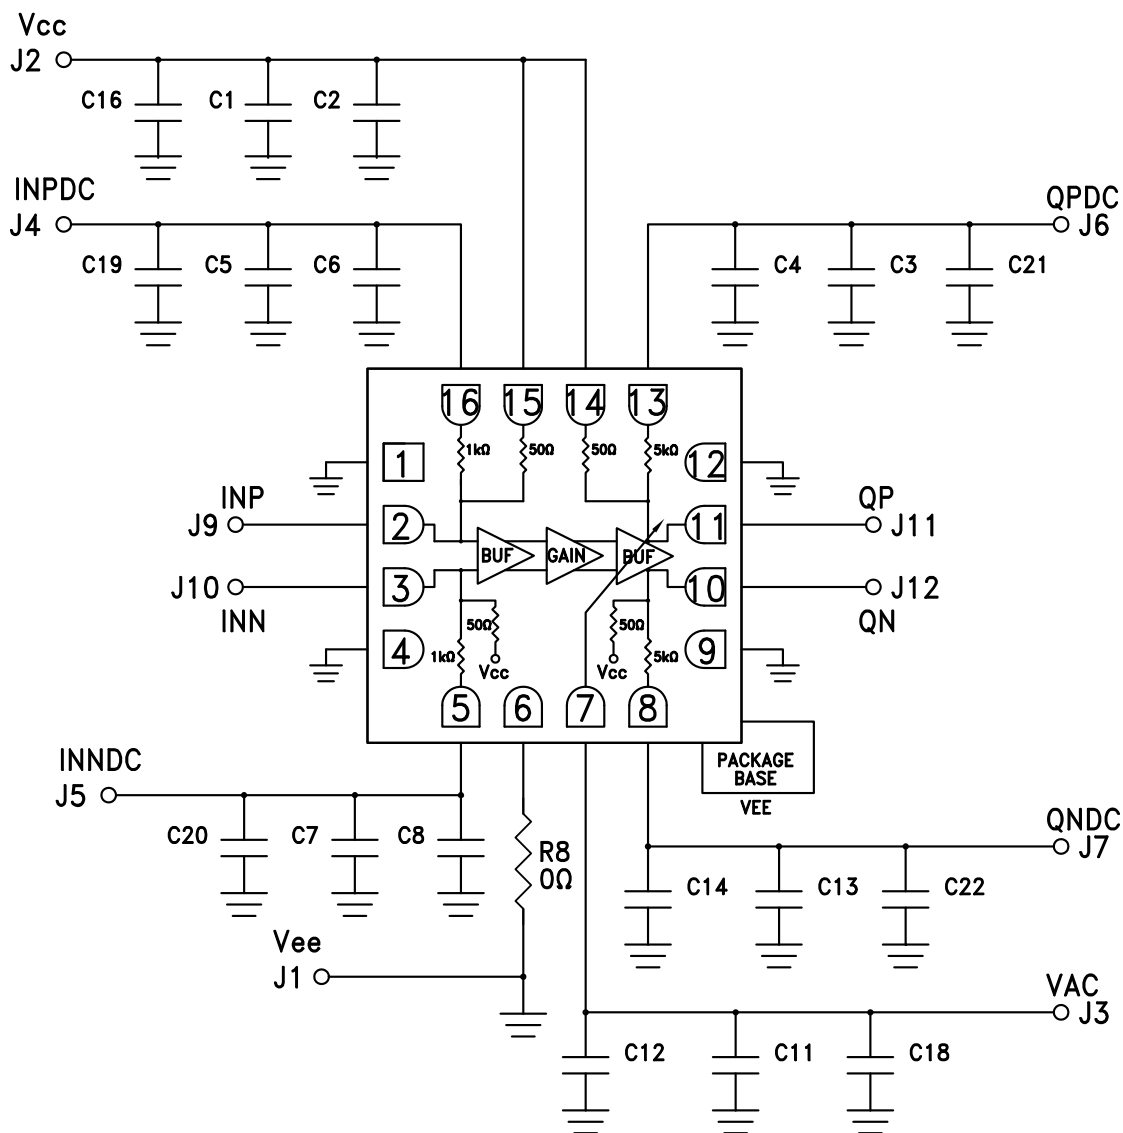 Vcc
J2
C16 C1 C2
INPDC
J4
QPDC
J6
C19 C5 C6
C4 C3 C21
16 15 14 13
1kΩ 50Ω 50Ω 5kΩ
1 12
INP
J9
QP
J11
2 11
BUF GAIN BUF
J10
INN
J12
QN
3 10
50Ω 50Ω
4 9
1kΩ Vcc Vcc 5kΩ
5 6 7 8
PACKAGE
BASE
VEE
INNDC
J5
C20 C7 C8
R8
0Ω
QNDC
J7
C14 C13 C22
Vee
J1
VAC
J3
C12 C11 C18